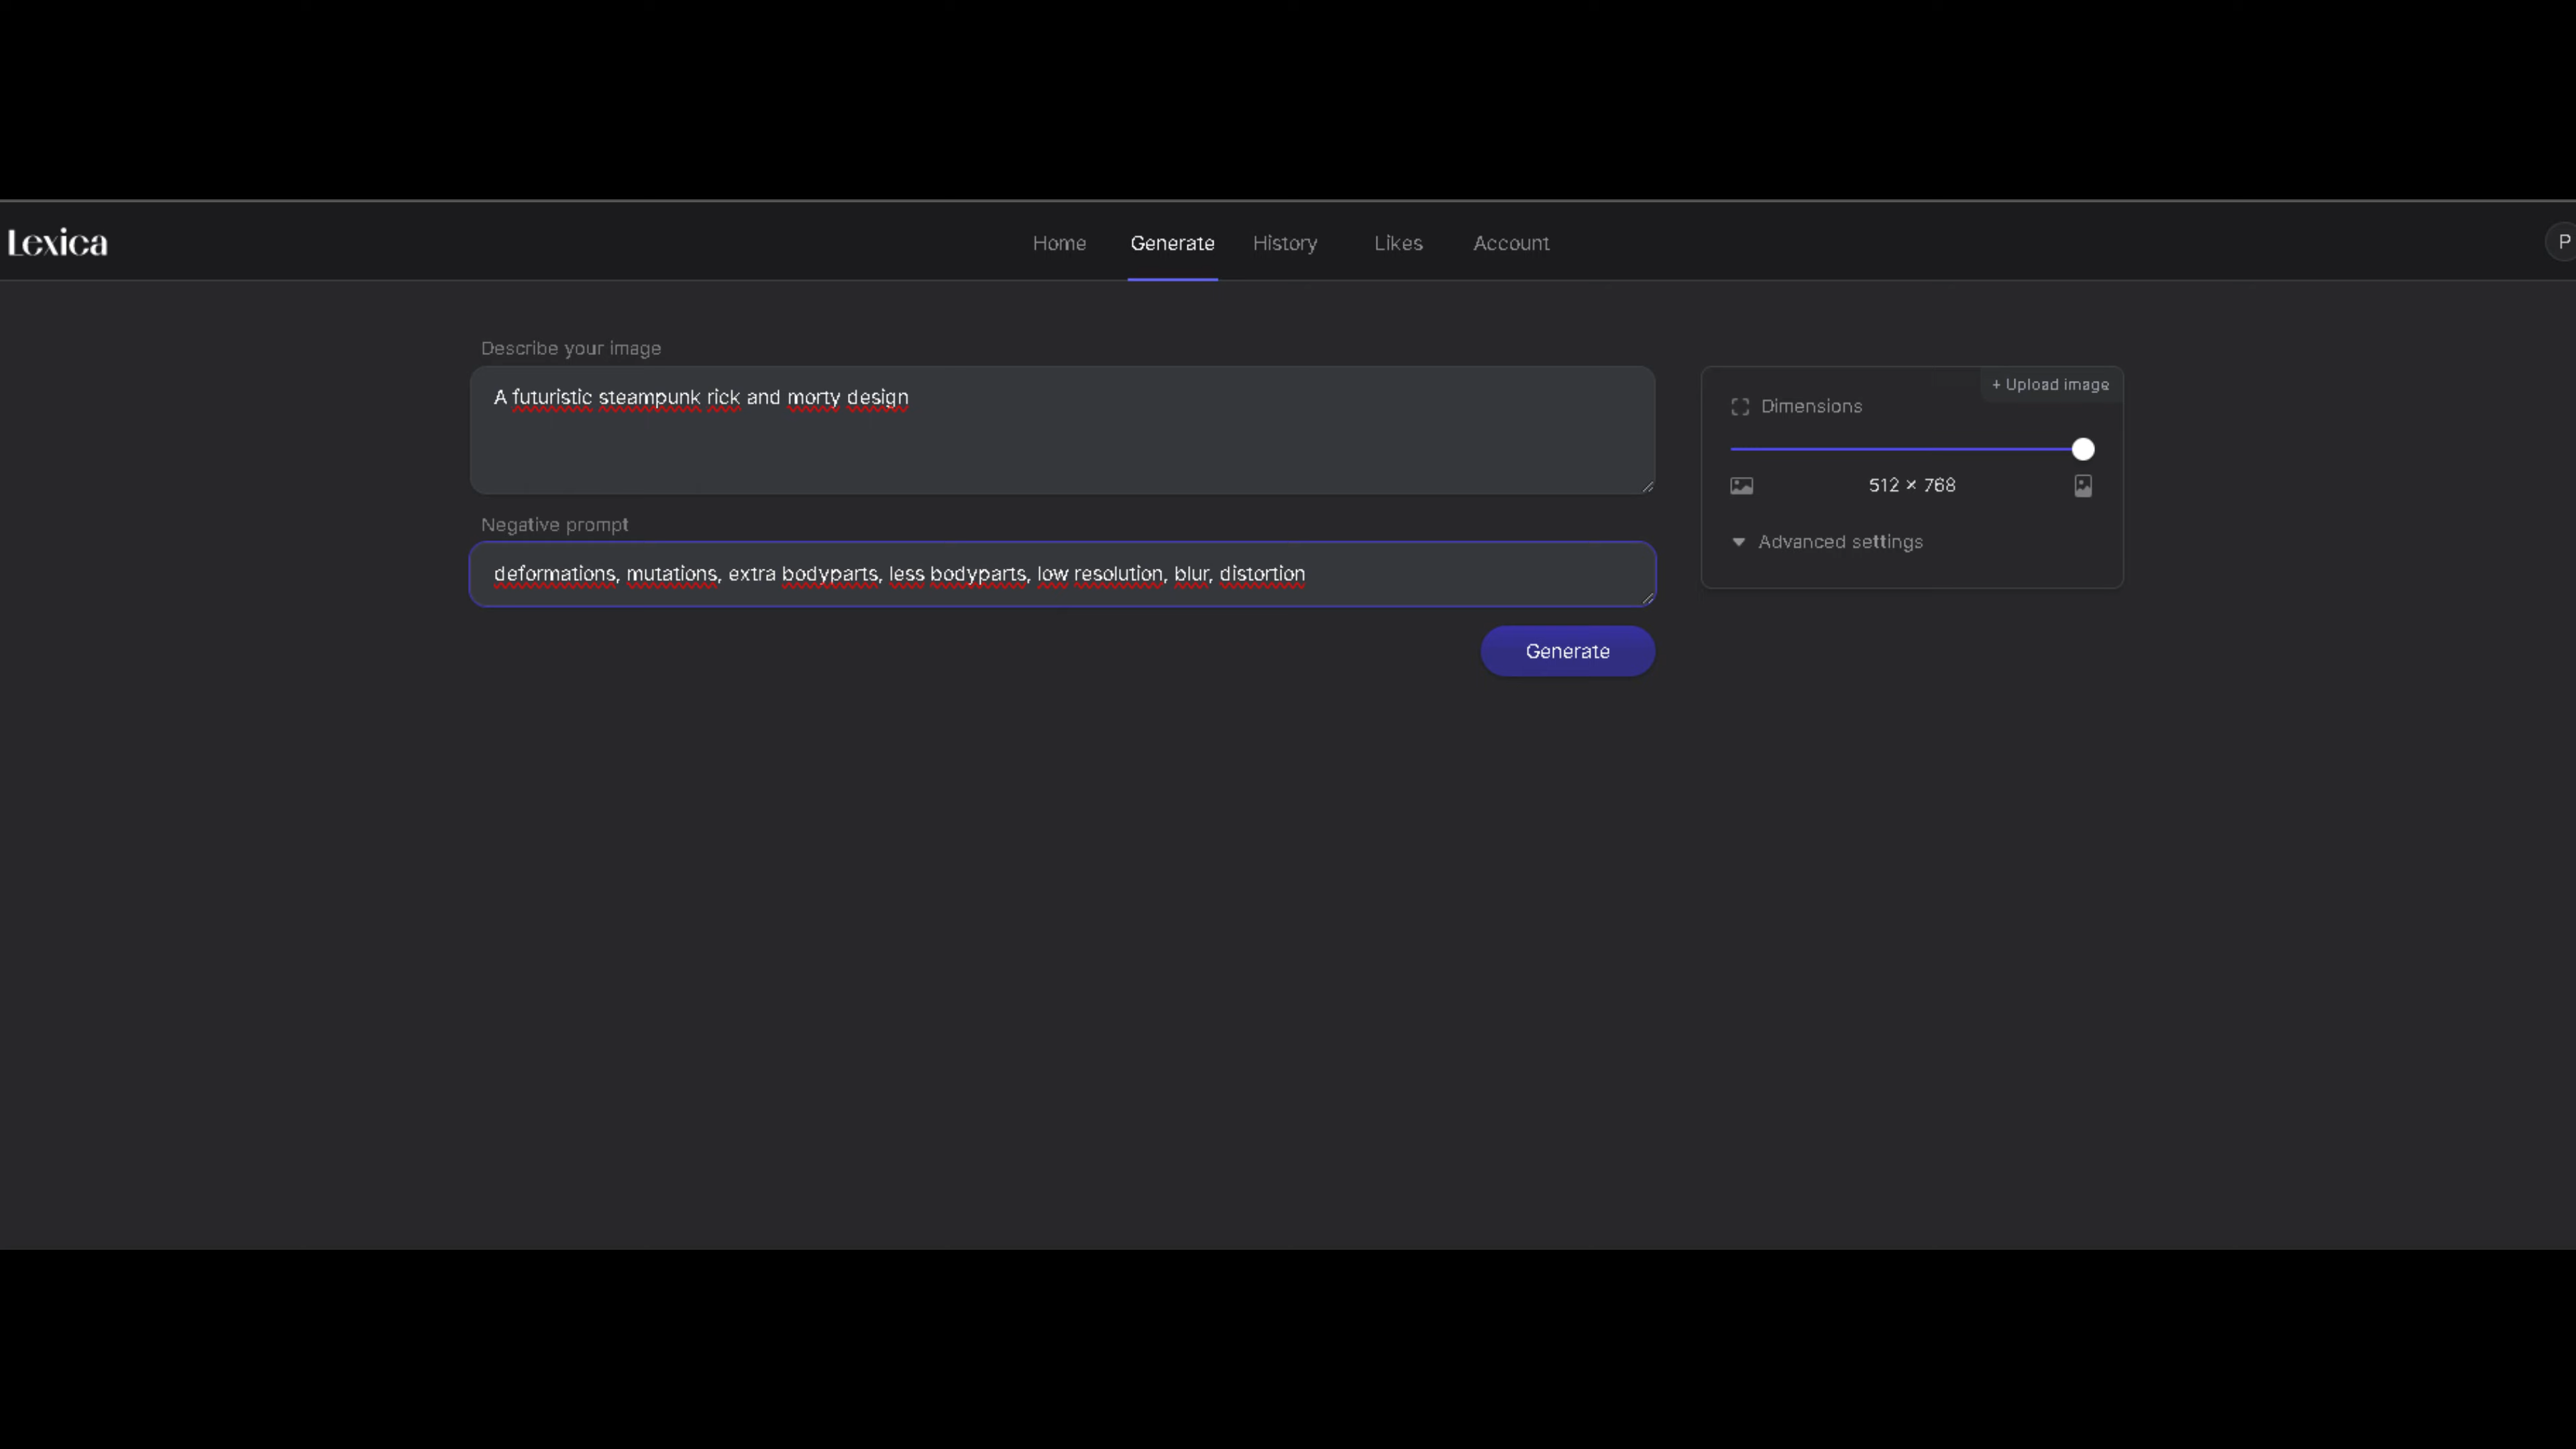 Lexica
Home Generate History Likes Account
P
Describe your image
A futuristic steampunk rick and morty design
+ Upload image
Dimensions
512 × 768
Advanced settings
Negative prompt
deformations, mutations, extra bodyparts, less bodyparts, low resolution, blur, distortion
Generate